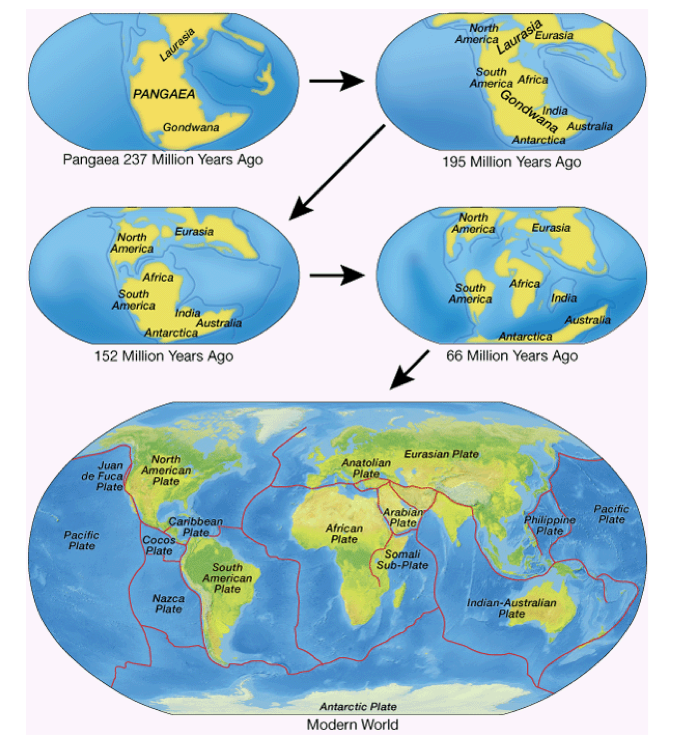 Laurasia
PANGAEA
Gondwana
Pangaea 237 Million Years Ago
North
America
Laurasia
Eurasia
South
America
Africa
Gondwana
India
Australia
Antarctica
195 Million Years Ago
North
America
Eurasia
Africa
South
America
India
Australia
Antarctica
152 Million Years Ago
North
America
Eurasia
South
America
Africa
India
Australia
Antarctica
66 Million Years Ago
Juan
de Fuca
Plate
North
American
Plate
Anatolian
Plate
Eurasian Plate
Pacific
Plate
Cocos
Plate
Caribbean
Plate
African
Plate
Arabian
Plate
Somali
Sub-Plate
Philippine
Plate
Pacific
Plate
Nazca
Plate
South
American
Plate
Indian-Australian
Plate
Antarctic Plate
Modern World